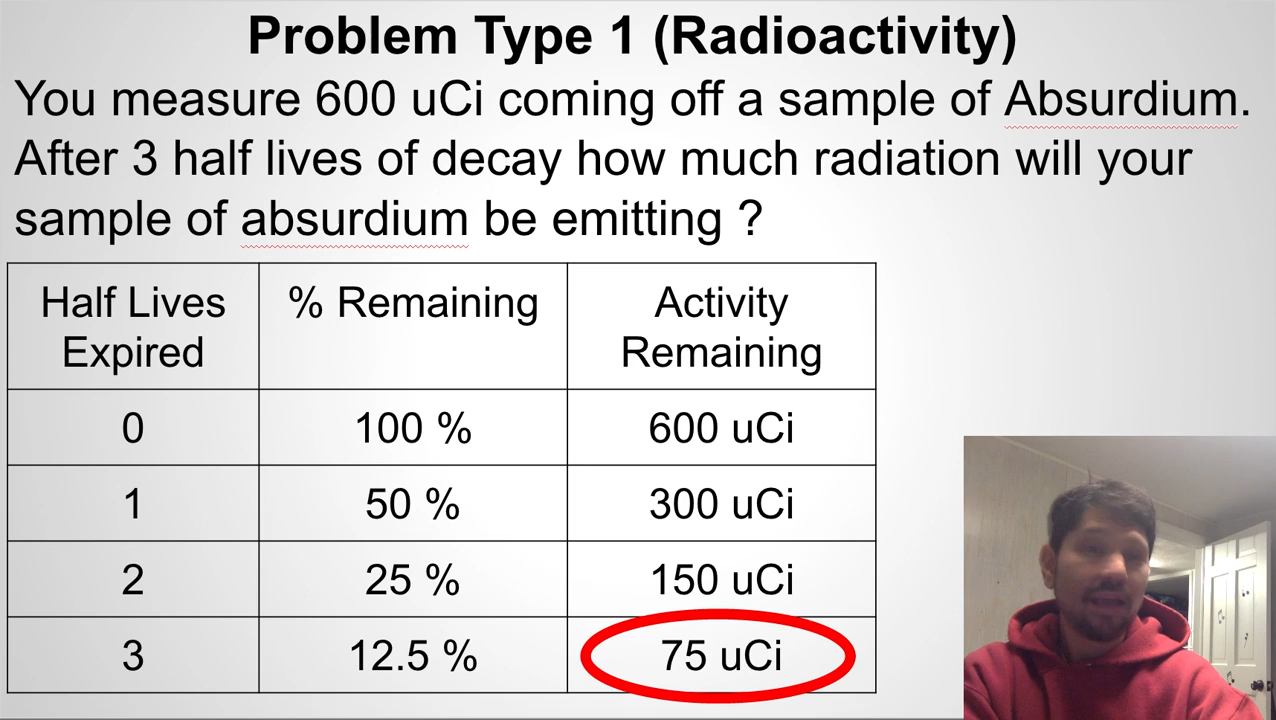 Problem Type 1 (Radioactivity)
You measure 600 uCi coming off a sample of Absurdium.
After 3 half lives of decay how much radiation will your
sample of absurdium be emitting ?
Half Lives Expired % Remaining Activity Remaining
0 100 % 600 uCi
1 50 % 300 uCi
2 25 % 150 uCi
3 12.5 % 75 uCi